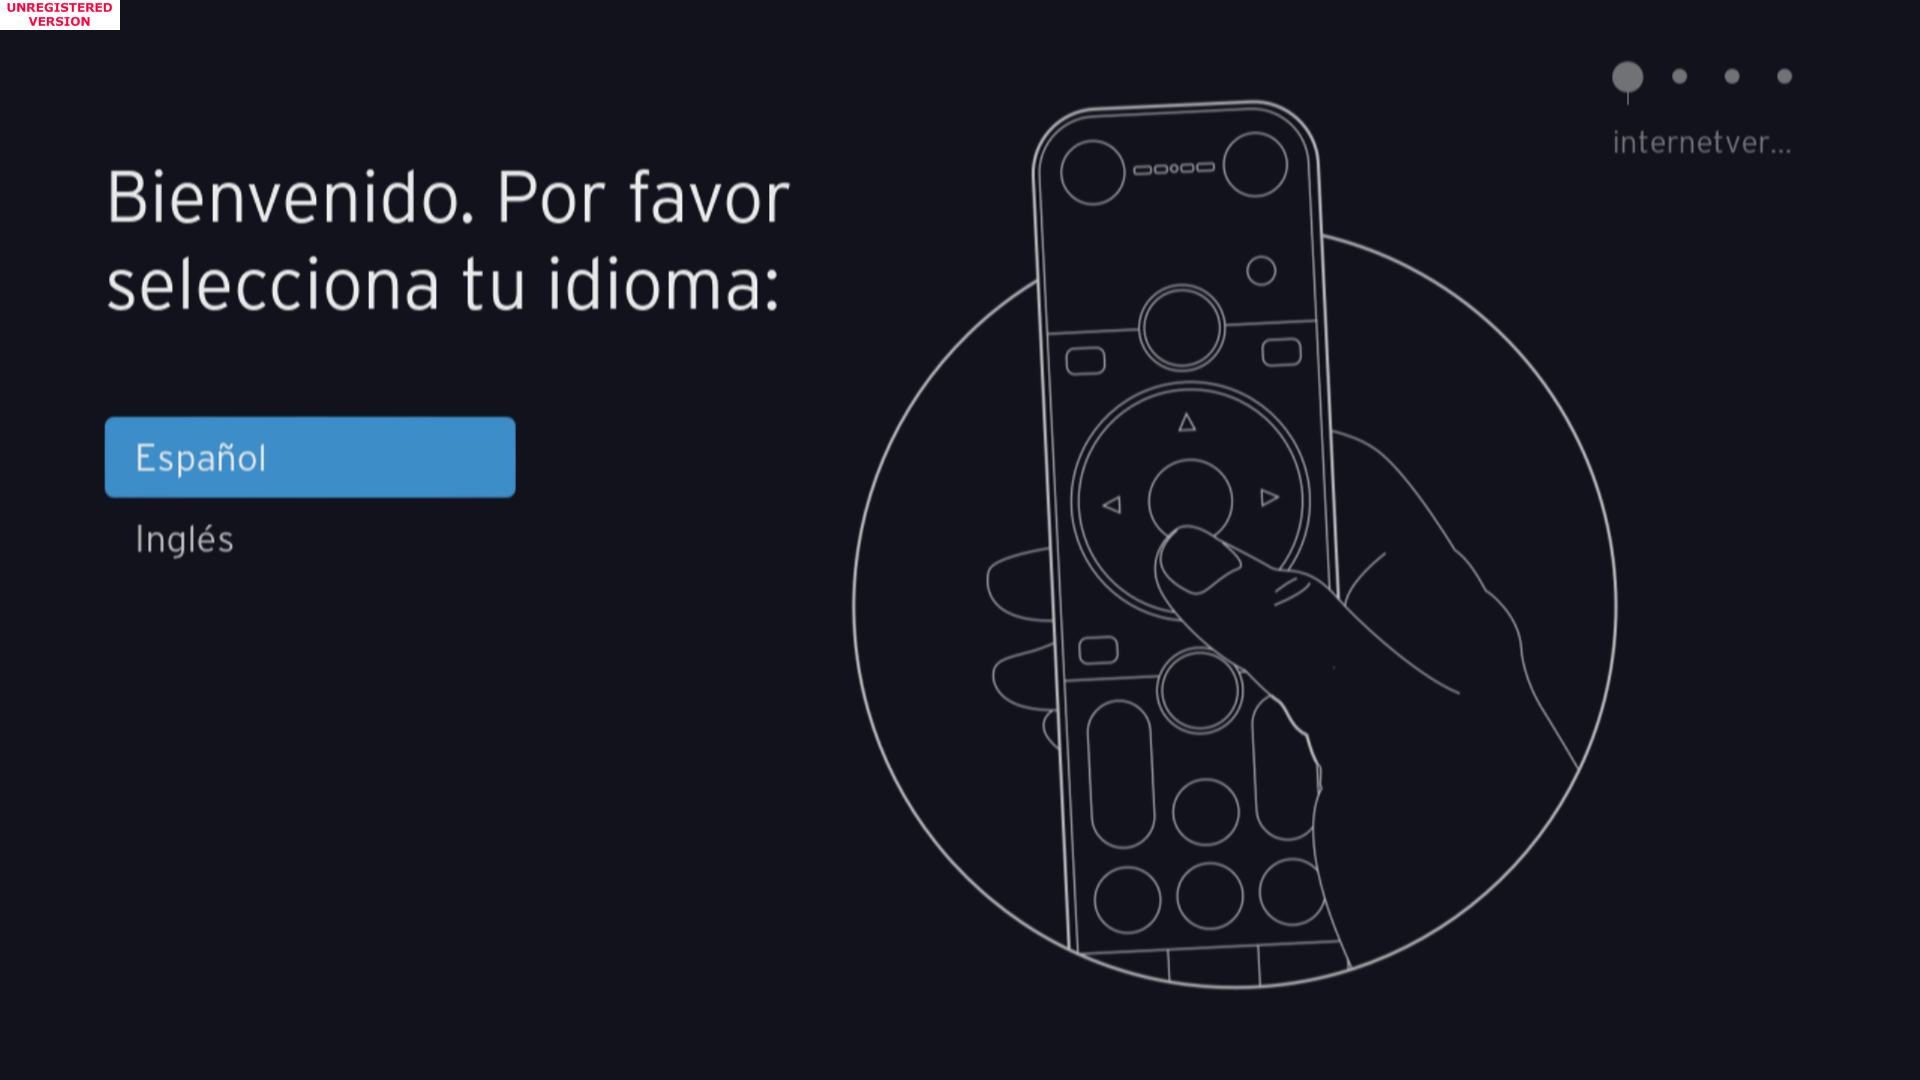 UNREGISTERED
VERSION
internetver...
Bienvenido. Por favor
selecciona tu idioma:
Español
Inglés